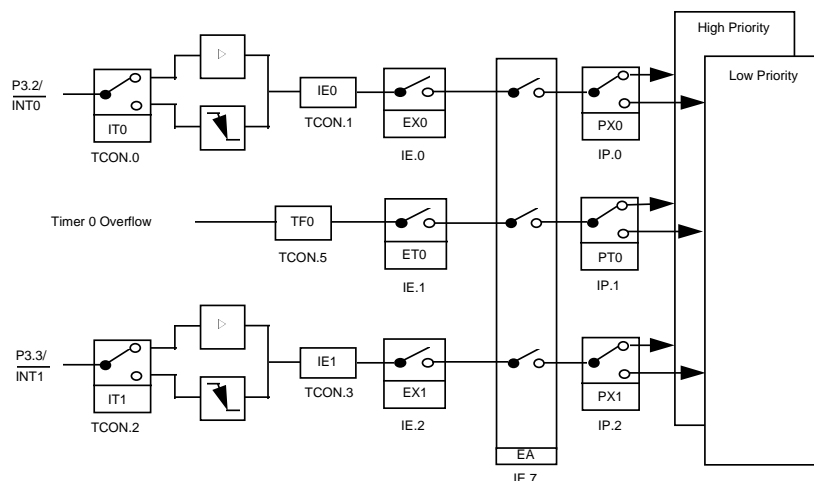 High Priority
Low Priority
P3.2/
INT0
IT0
TCON.0
IE0
TCON.1
EX0
IE.0
PX0
IP.0
Timer 0 Overflow
TF0
TCON.5
ET0
IE.1
PT0
IP.1
P3.3/
INT1
IT1
TCON.2
IE1
TCON.3
EX1
IE.2
PX1
IP.2
EA
IE.7